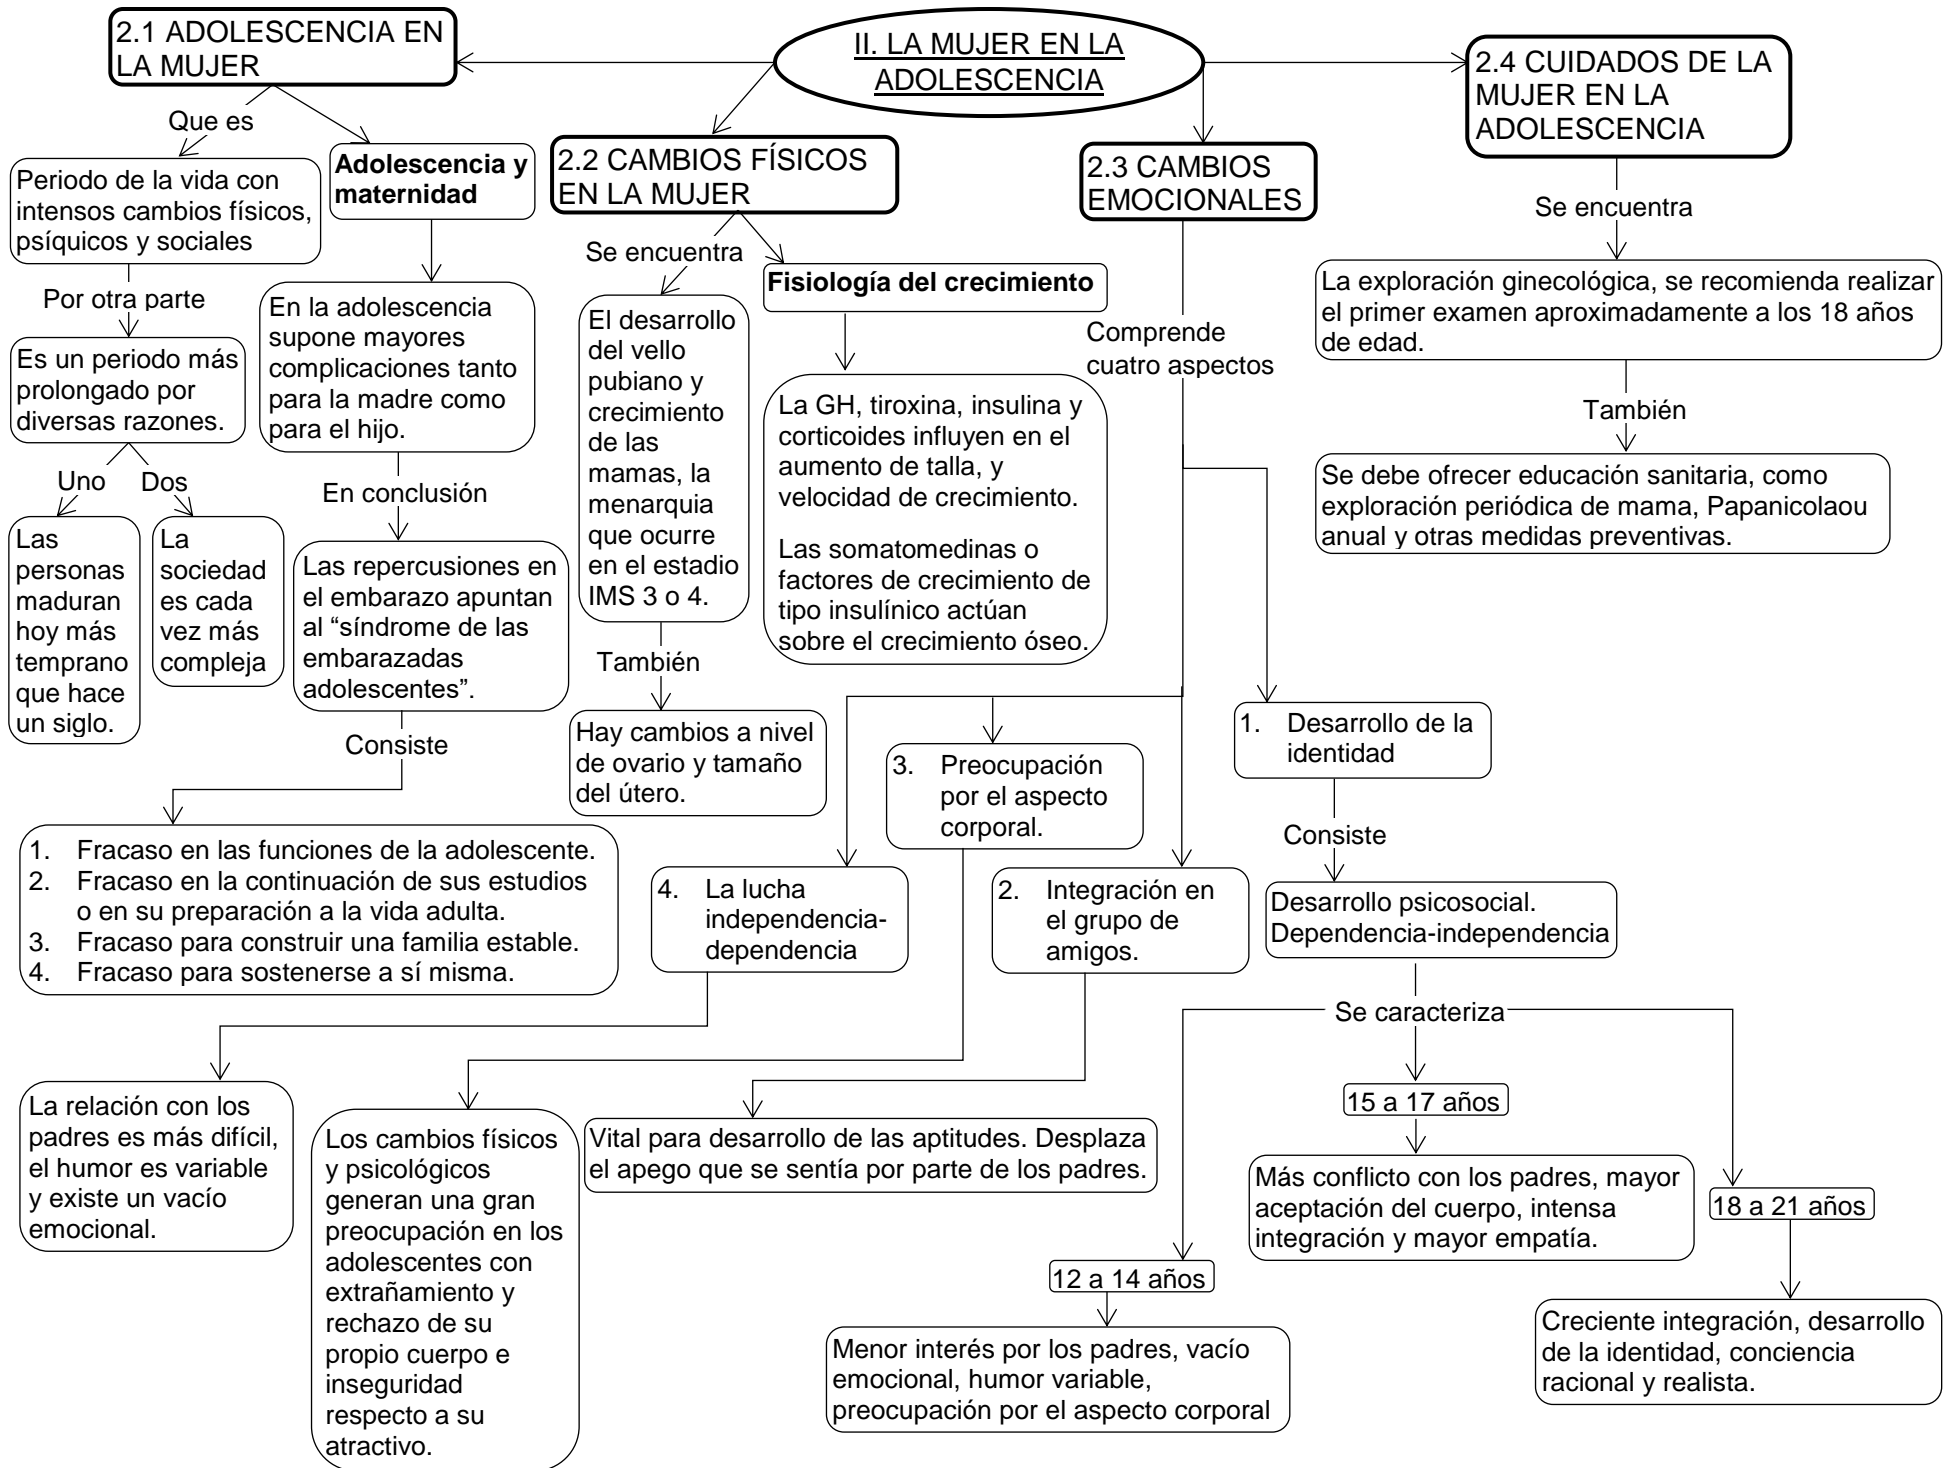 II. LA MUJER EN LA
ADOLESCENCIA
2.1 ADOLESCENCIA EN
LA MUJER
Que es
Periodo de la vida con
intensos cambios físicos,
psíquicos y sociales
Por otra parte
Es un periodo más
prolongado por
diversas razones.
Uno
Las
personas
maduran
hoy más
temprano
que hace
un siglo.
Dos
La
sociedad
es cada
vez más
compleja
Adolescencia y
maternidad
En la adolescencia
supone mayores
complicaciones tanto
para la madre como
para el hijo.
En conclusión
Las repercusiones en
el embarazo apuntan
al “síndrome de las
embarazadas
adolescentes”.
Consiste
1. Fracaso en las funciones de la adolescente.
2. Fracaso en la continuación de sus estudios
o en su preparación a la vida adulta.
3. Fracaso para construir una familia estable.
4. Fracaso para sostenerse a sí misma.
2.2 CAMBIOS FÍSICOS
EN LA MUJER
Se encuentra
El desarrollo
del vello
pubiano y
crecimiento
de las
mamas, la
menarquia
que ocurre
en el estadio
IMS 3 o 4.
También
Hay cambios a nivel
de ovario y tamaño
del útero.
Fisiología del crecimiento
La GH, tiroxina, insulina y
corticoides influyen en el
aumento de talla, y
velocidad de crecimiento.
Las somatomedinas o
factores de crecimiento de
tipo insulínico actúan
sobre el crecimiento óseo.
2.3 CAMBIOS
EMOCIONALES
Comprende
cuatro aspectos
1. Desarrollo de la
identidad
Consiste
Desarrollo psicosocial.
Dependencia-independencia
Se caracteriza
12 a 14 años
Menor interés por los padres, vacío
emocional, humor variable,
preocupación por el aspecto corporal
15 a 17 años
Más conflicto con los padres, mayor
aceptación del cuerpo, intensa
integración y mayor empatía.
18 a 21 años
Creciente integración, desarrollo
de la identidad, conciencia
racional y realista.
2. Integración en
el grupo de
amigos.
Vital para desarrollo de las aptitudes. Desplaza
el apego que se sentía por parte de los padres.
3. Preocupación
por el aspecto
corporal.
Los cambios físicos
y psicológicos
generan una gran
preocupación en los
adolescentes con
extrañamiento y
rechazo de su
propio cuerpo e
inseguridad
respecto a su
atractivo.
4. La lucha
independencia-
dependencia
La relación con los
padres es más difícil,
el humor es variable
y existe un vacío
emocional.
2.4 CUIDADOS DE LA
MUJER EN LA
ADOLESCENCIA
Se encuentra
La exploración ginecológica, se recomienda realizar
el primer examen aproximadamente a los 18 años
de edad.
También
Se debe ofrecer educación sanitaria, como
exploración periódica de mama, Papanicolaou
anual y otras medidas preventivas.